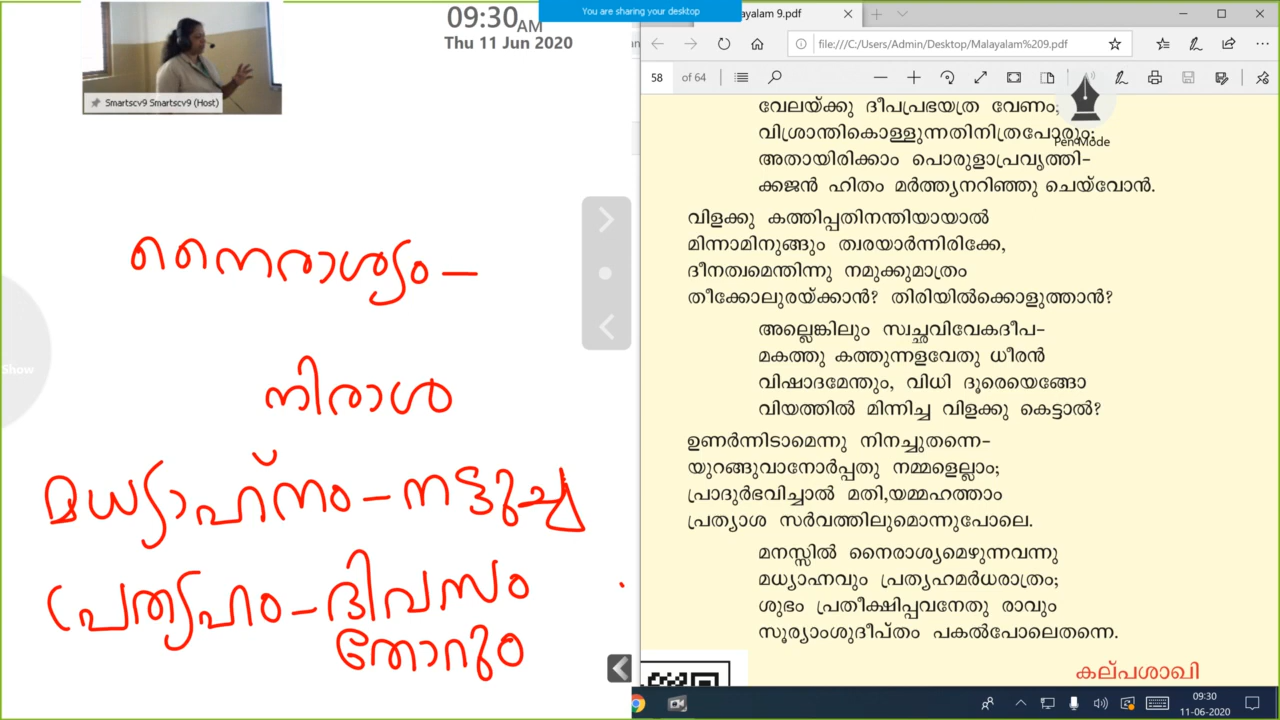 09:30AM
Thu 11 Jun 2020
Smartscv9 Smartscv9 (Host)
Show
നൈരാശ്യം –
നിരാശ
മധ്യാഹ്നം – നട്ടുച്ച
പ്രത്യഹം – ദിവസം
തോറും
You are sharing your desktop
ayalam 9.pdf
file:///C:/Users/Admin/Desktop/Malayalam%209.pdf
58 of 64
Pen Mode
വേലയ്ക്കു ദീപപ്രഭയത്ര വേണം;
വിശ്രാന്തികൊള്ളുന്നതിനിത്രപോരും;
അതായിരിക്കാം പൊരുളാപ്രവൃത്തി-
ക്കജൻ ഹിതം മർത്ത്യനറിഞ്ഞു ചെയ്‌വോൻ.
വിളക്കു കത്തിപ്പതിനന്തിയായാൽ
മിന്നാമിനുങ്ങും ത്വരയാർന്നിരിക്കേ,
ദീനത്വമെന്തിന്നു നമുക്കുമാത്രം
തീക്കോലുരയ്ക്കാൻ? തിരിയിൽക്കൊളുത്താൻ?
അല്ലെങ്കിലും സ്വച്ഛവിവേകദീപ-
മകത്തു കത്തുന്നളവേതു ധീരൻ
വിഷാദമേന്തും, വിധി ദൂരെയെങ്ങോ
വിയത്തിൽ മിന്നിച്ച വിളക്കു കെട്ടാൽ?
ഉണർന്നിടാമെന്നു നിനച്ചുതന്നെ-
യുറങ്ങുവാനോർപ്പതു നമ്മളെല്ലാം;
പ്രാദുർഭവിച്ചാൽ മതി,യമ്മഹത്താം
പ്രത്യാശ സർവത്തിലുമൊന്നുപോലെ.
മനസ്സിൽ നൈരാശ്യമെഴുന്നവന്നു
മധ്യാഹ്നവും പ്രത്യഹമർധരാത്രം;
ശുഭം പ്രതീക്ഷിപ്പവനേതു രാവും
സൂര്യാംശുദീപ്തം പകൽപോലെതന്നെ.
കല്പശാഖി
09:30
11-06-2020